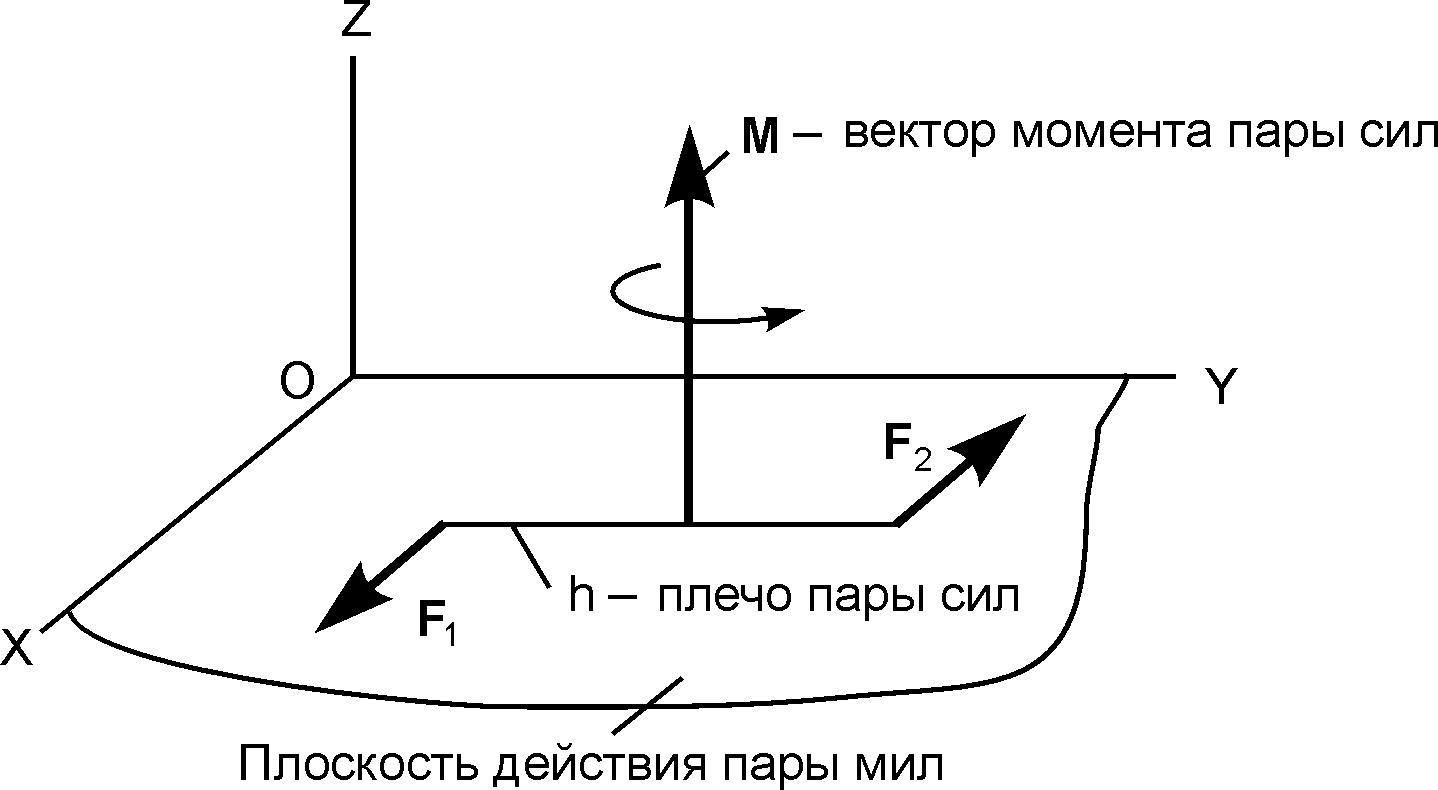 Z
M – вектор момента пары сил
O
Y
F2
h – плечо пары сил
F1
X
Плоскость действия пары мил